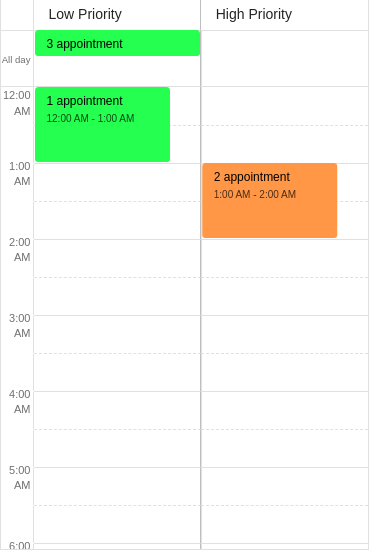 Low Priority
High Priority
All day
3 appointment
12:00
AM
1 appointment
12:00 AM - 1:00 AM
1:00
AM
2 appointment
1:00 AM - 2:00 AM
2:00
AM
3:00
AM
4:00
AM
5:00
AM
6:00